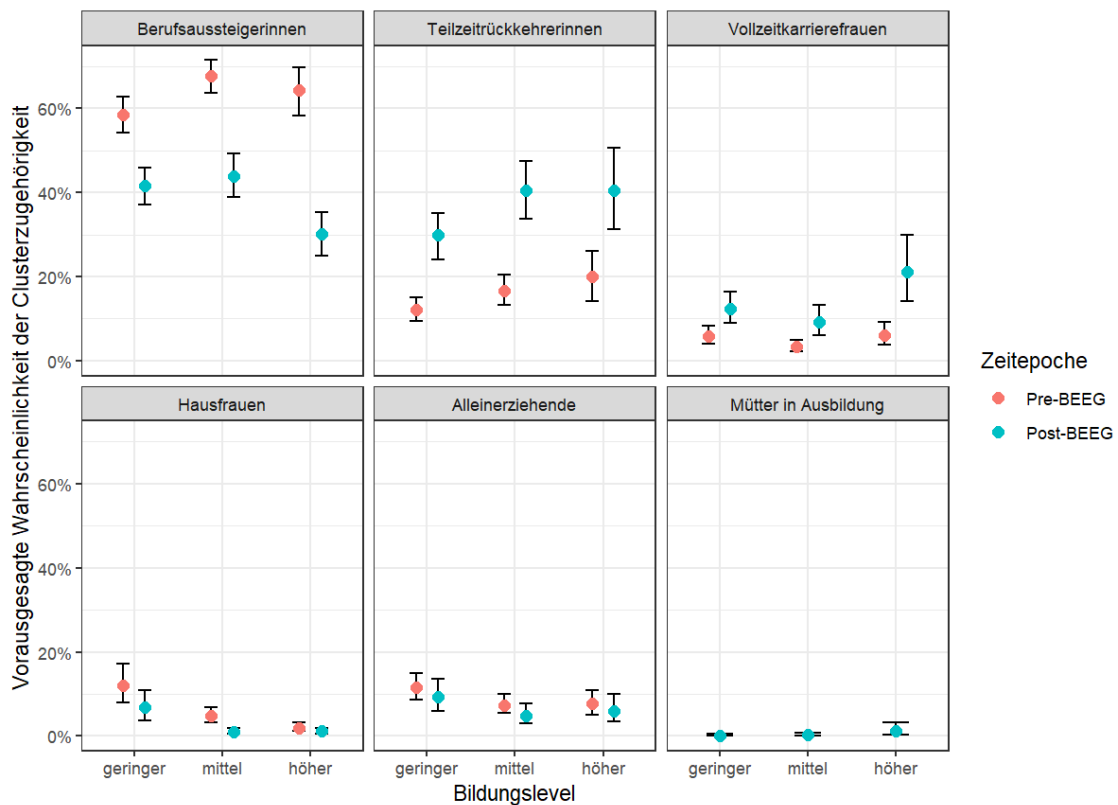 Berufsaussteigerinnen
Teilzeitrückkehrerinnen
Vollzeitkarrierefrauen
60%
40%
20%
0%
Hausfrauen
Alleinerziehende
Mütter in Ausbildung
60%
40%
20%
0%
geringer mittel höher
geringer mittel höher
geringer mittel höher
Bildungslevel
Vorausgesagte Wahrscheinlichkeit der Clusterzugehörigkeit
Zeitepoche
Pre-BEEG
Post-BEEG